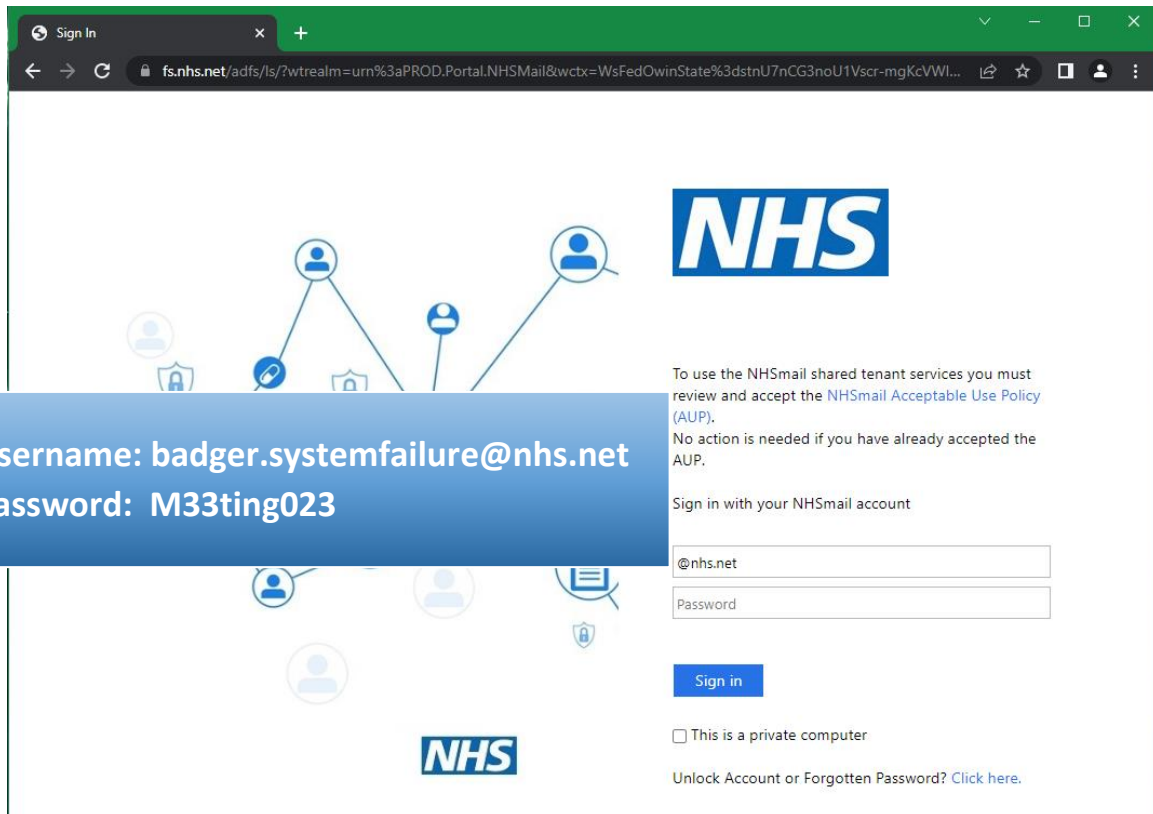 Sign In
fs.nhs.net/adfs/ls/?wtrealm=urn%3aPROD.Portal.NHSMail&wctx=WsFedOwinState%3dstnU7nCG3noU1Vscr-mgKcVWl...
NHS
To use the NHSmail shared tenant services you must
review and accept the NHSmail Acceptable Use Policy
(AUP).
No action is needed if you have already accepted the
AUP.
sername: badger.systemfailure@nhs.net
assword: M33ting023
Sign in with your NHSmail account
@nhs.net
Password
Sign in
This is a private computer
NHS
Unlock Account or Forgotten Password? Click here.